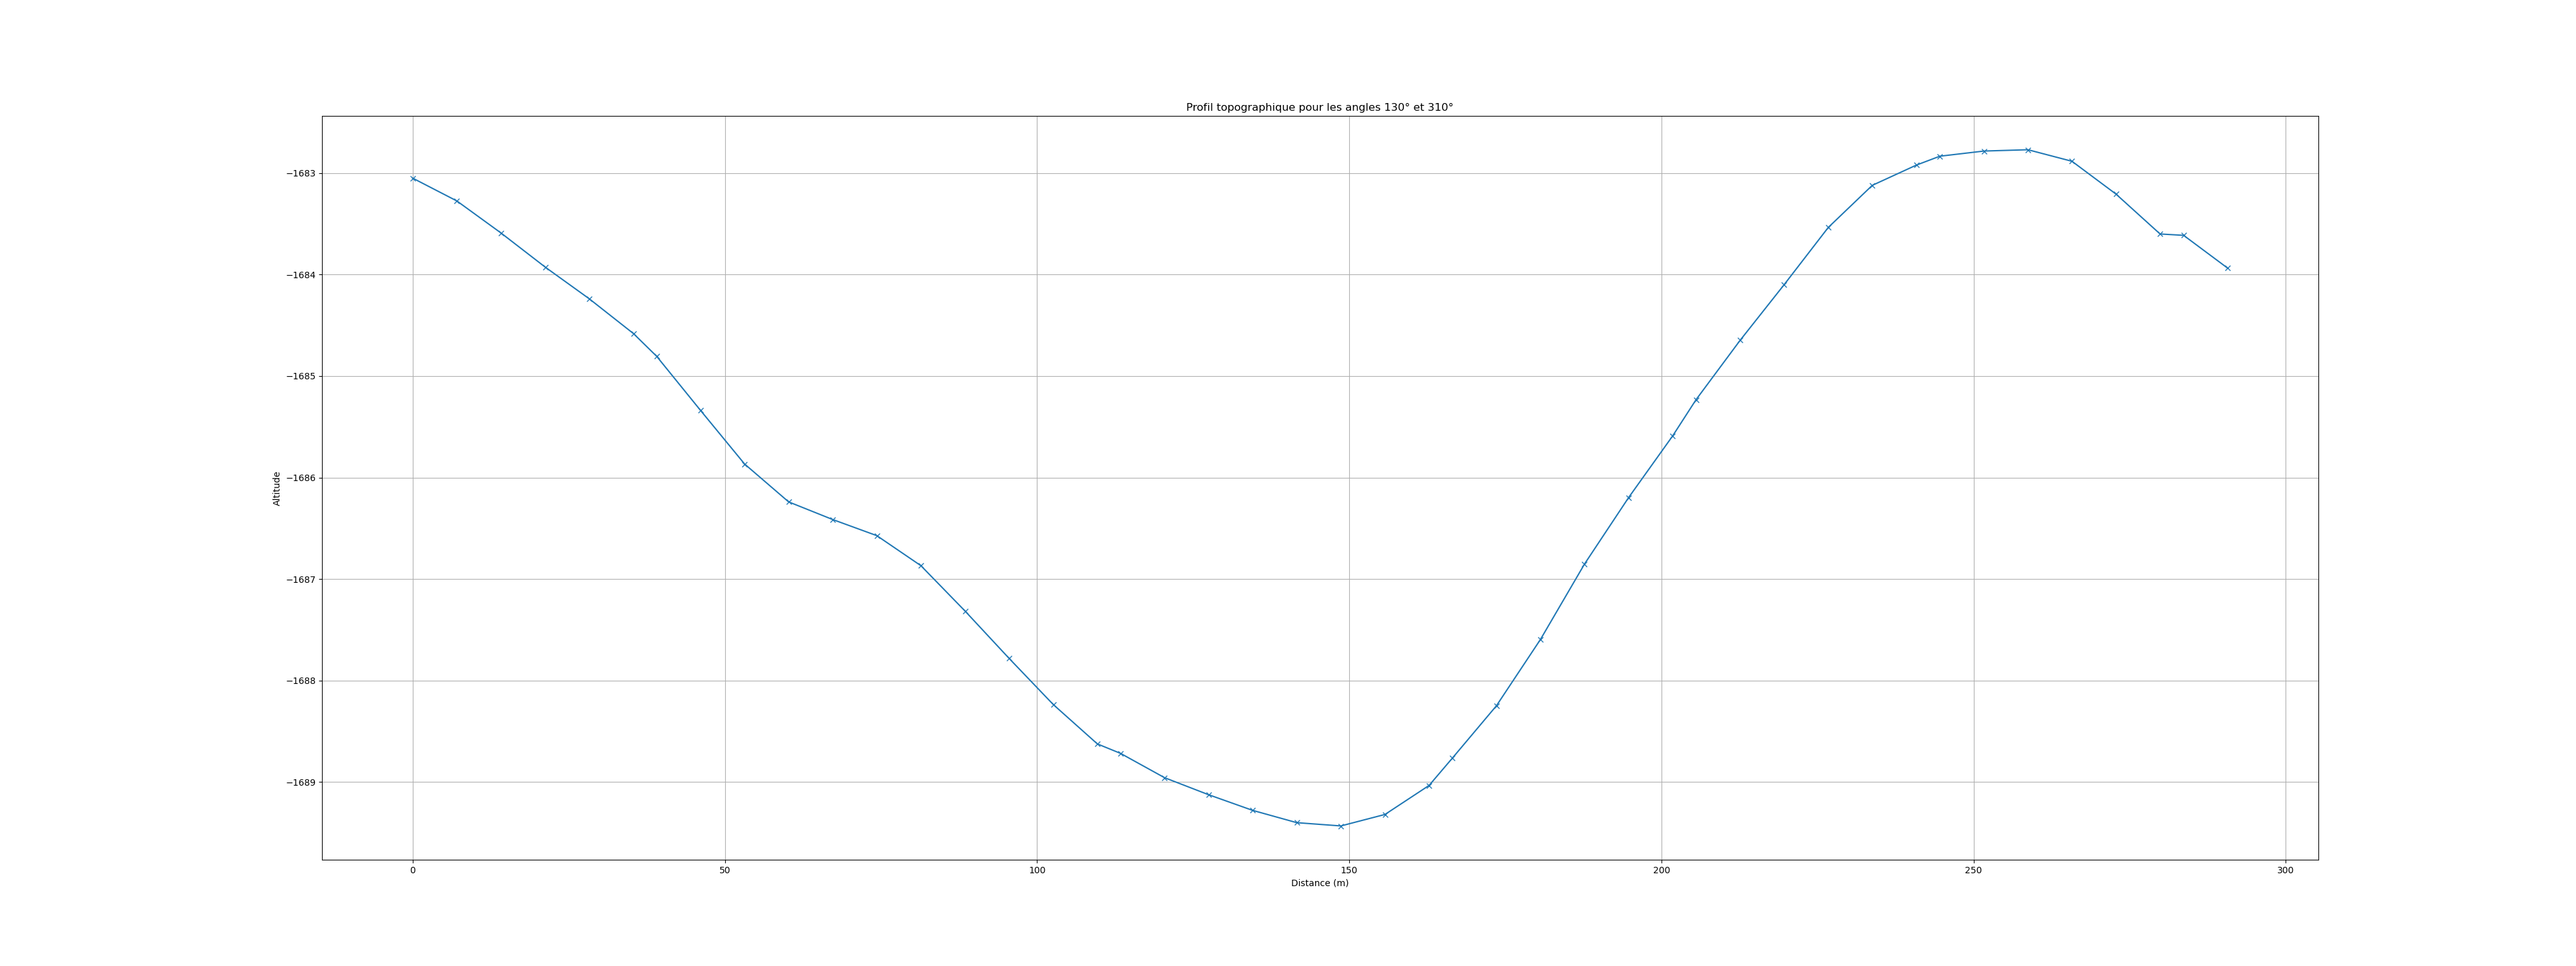 Profil topographique pour les angles 130° et 310°
Altitude
−1683
−1684
−1685
−1686
−1687
−1688
−1689
0 50 100 150 200 250 300
Distance (m)